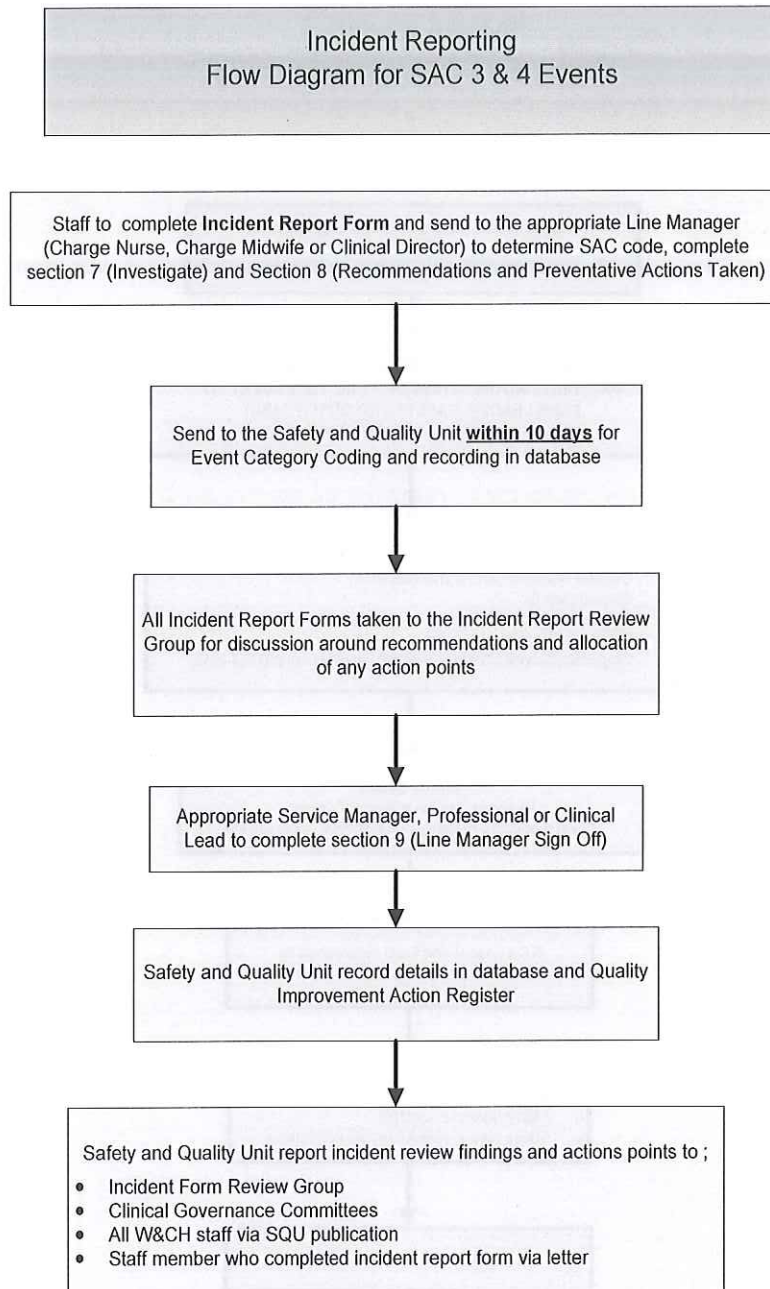 Incident Reporting
Flow Diagram for SAC 3 & 4 Events
Staff to complete Incident Report Form and send to the appropriate Line Manager
(Charge Nurse, Charge Midwife or Clinical Director) to determine SAC code, complete
section 7 (Investigate) and Section 8 (Recommendations and Preventative Actions Taken)
Send to the Safety and Quality Unit within 10 days for
Event Category Coding and recording in database
All Incident Report Forms taken to the Incident Report Review
Group for discussion around recommendations and allocation
of any action points
Appropriate Service Manager, Professional or Clinical
Lead to complete section 9 (Line Manager Sign Off)
Safety and Quality Unit record details in database and Quality
Improvement Action Register
Safety and Quality Unit report incident review findings and actions points to ;
• Incident Form Review Group
• Clinical Governance Committees
• All W&CH staff via SQU publication
• Staff member who completed incident report form via letter